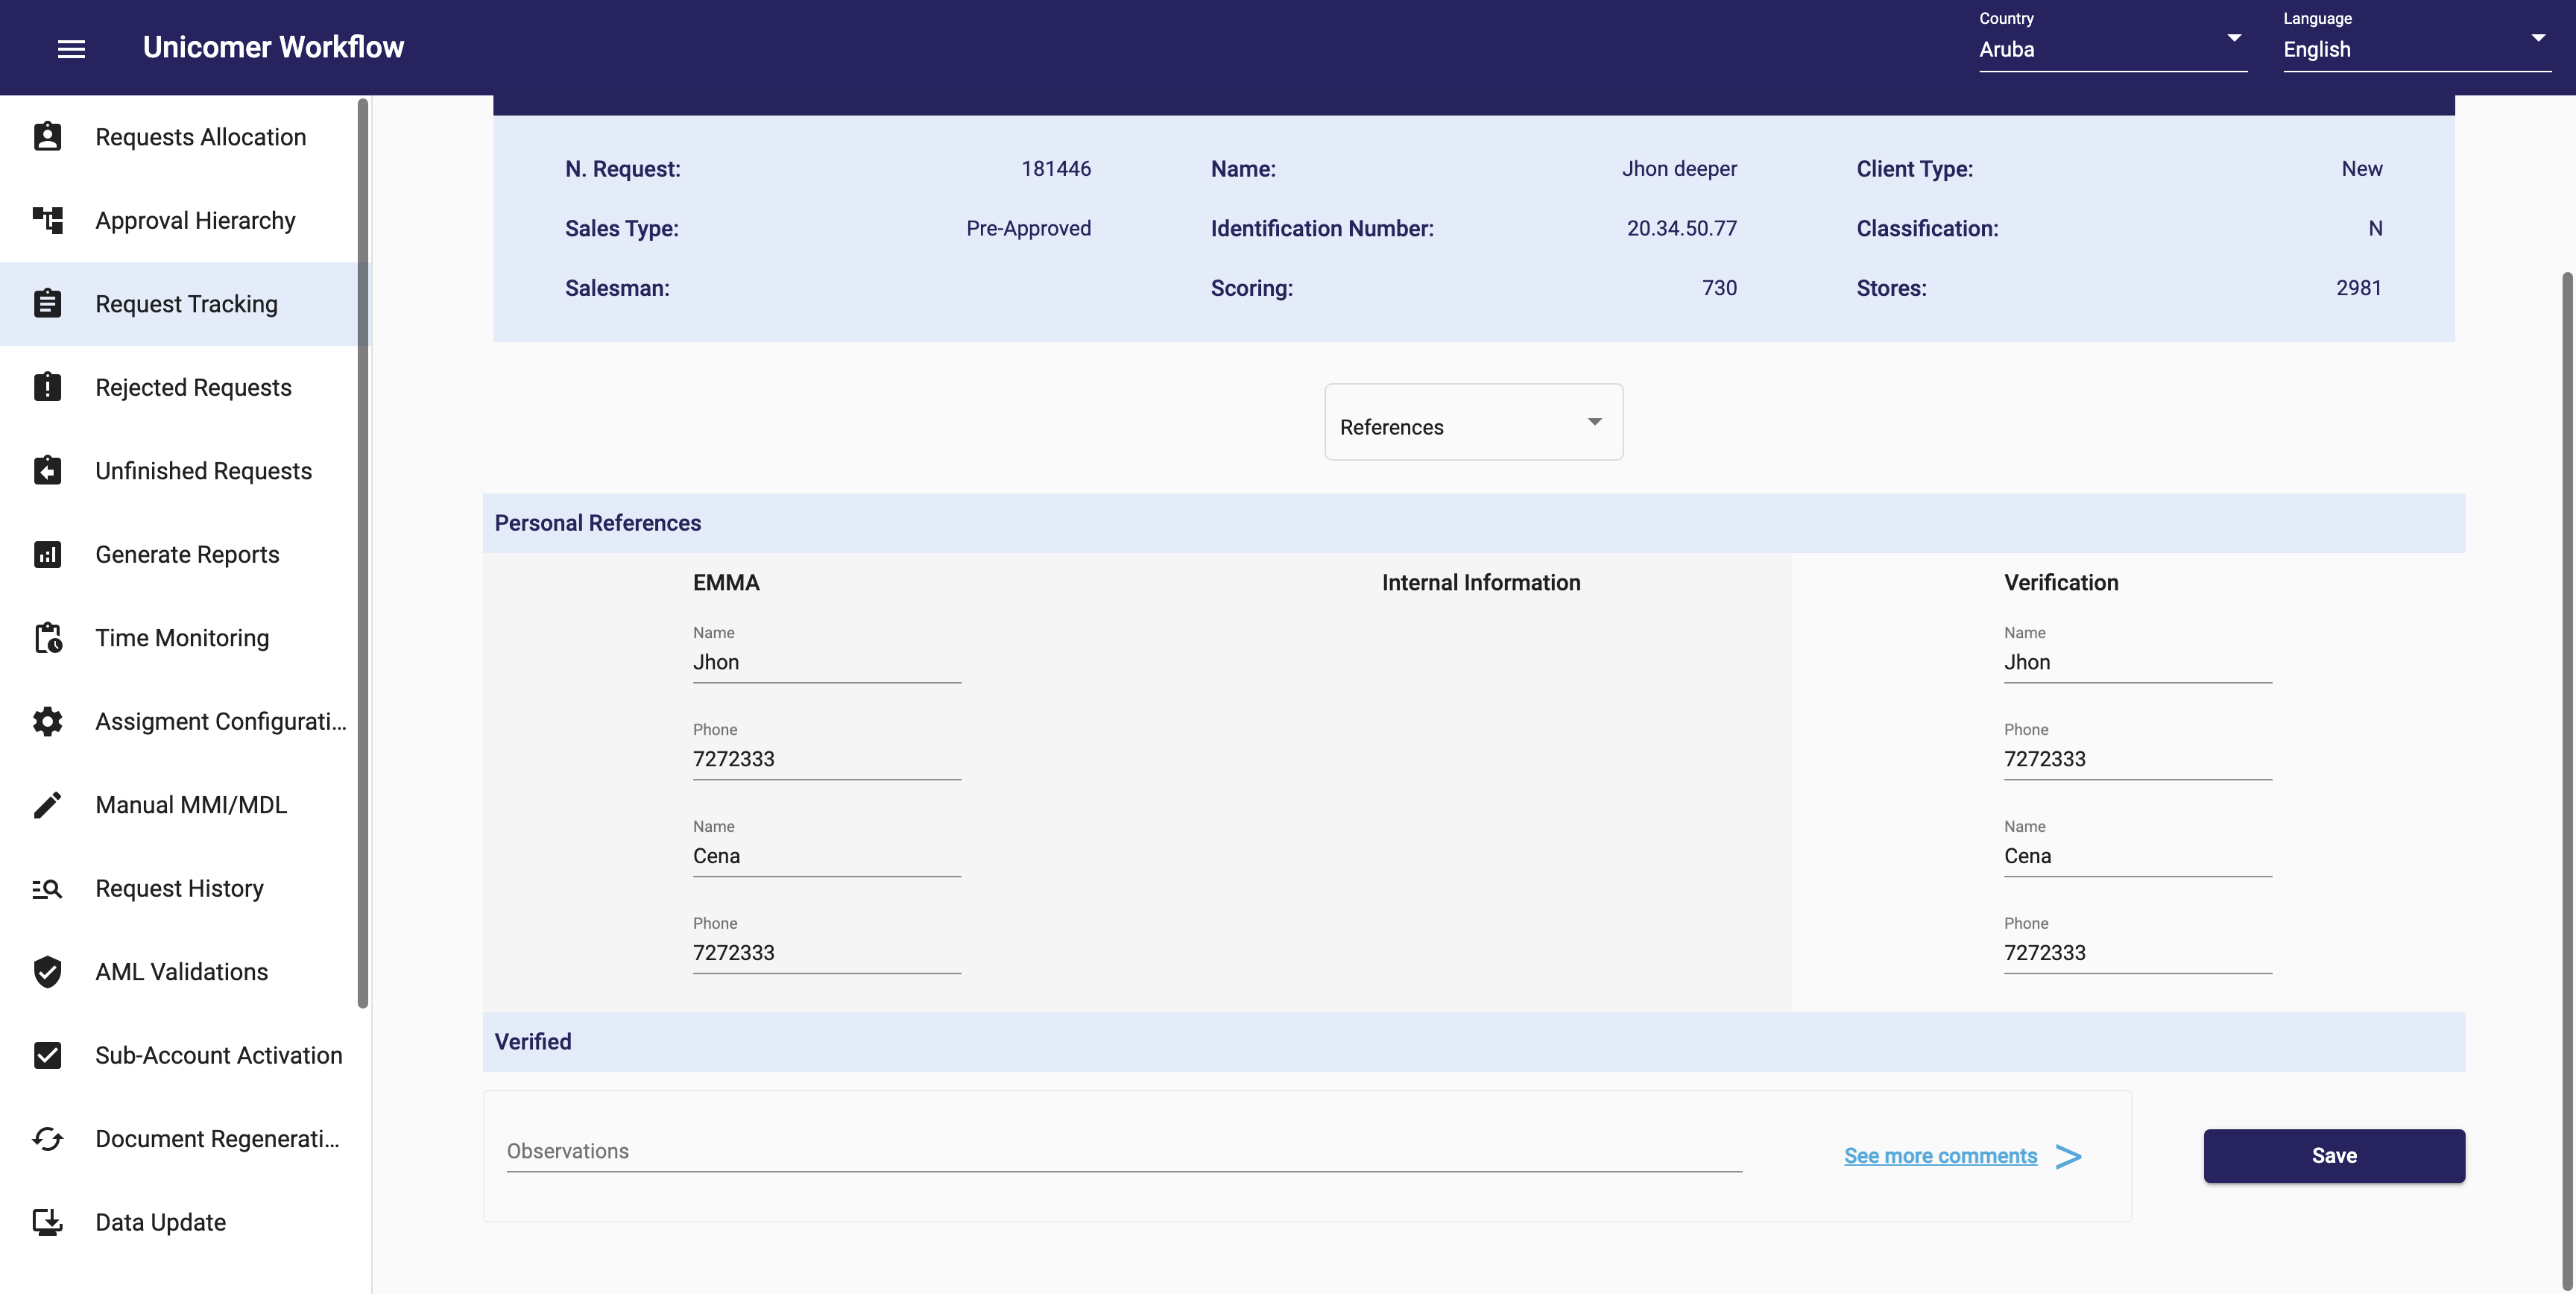 Unicomer Workflow
Country
Aruba
Language
English
Requests Allocation
Approval Hierarchy
Request Tracking
Rejected Requests
Unfinished Requests
Generate Reports
Time Monitoring
Assigment Configurati...
Manual MMI/MDL
Request History
AML Validations
Sub-Account Activation
Document Regenerati...
Data Update
N. Request: 181446 Name: Jhon deeper Client Type: New
Sales Type: Pre-Approved Identification Number: 20.34.50.77 Classification: N
Salesman: Scoring: 730 Stores: 2981
References
Personal References
EMMA Internal Information Verification
Name Name
Jhon Jhon
Phone Phone
7272333 7272333
Name Name
Cena Cena
Phone Phone
7272333 7272333
Verified
Observations See more comments > Save